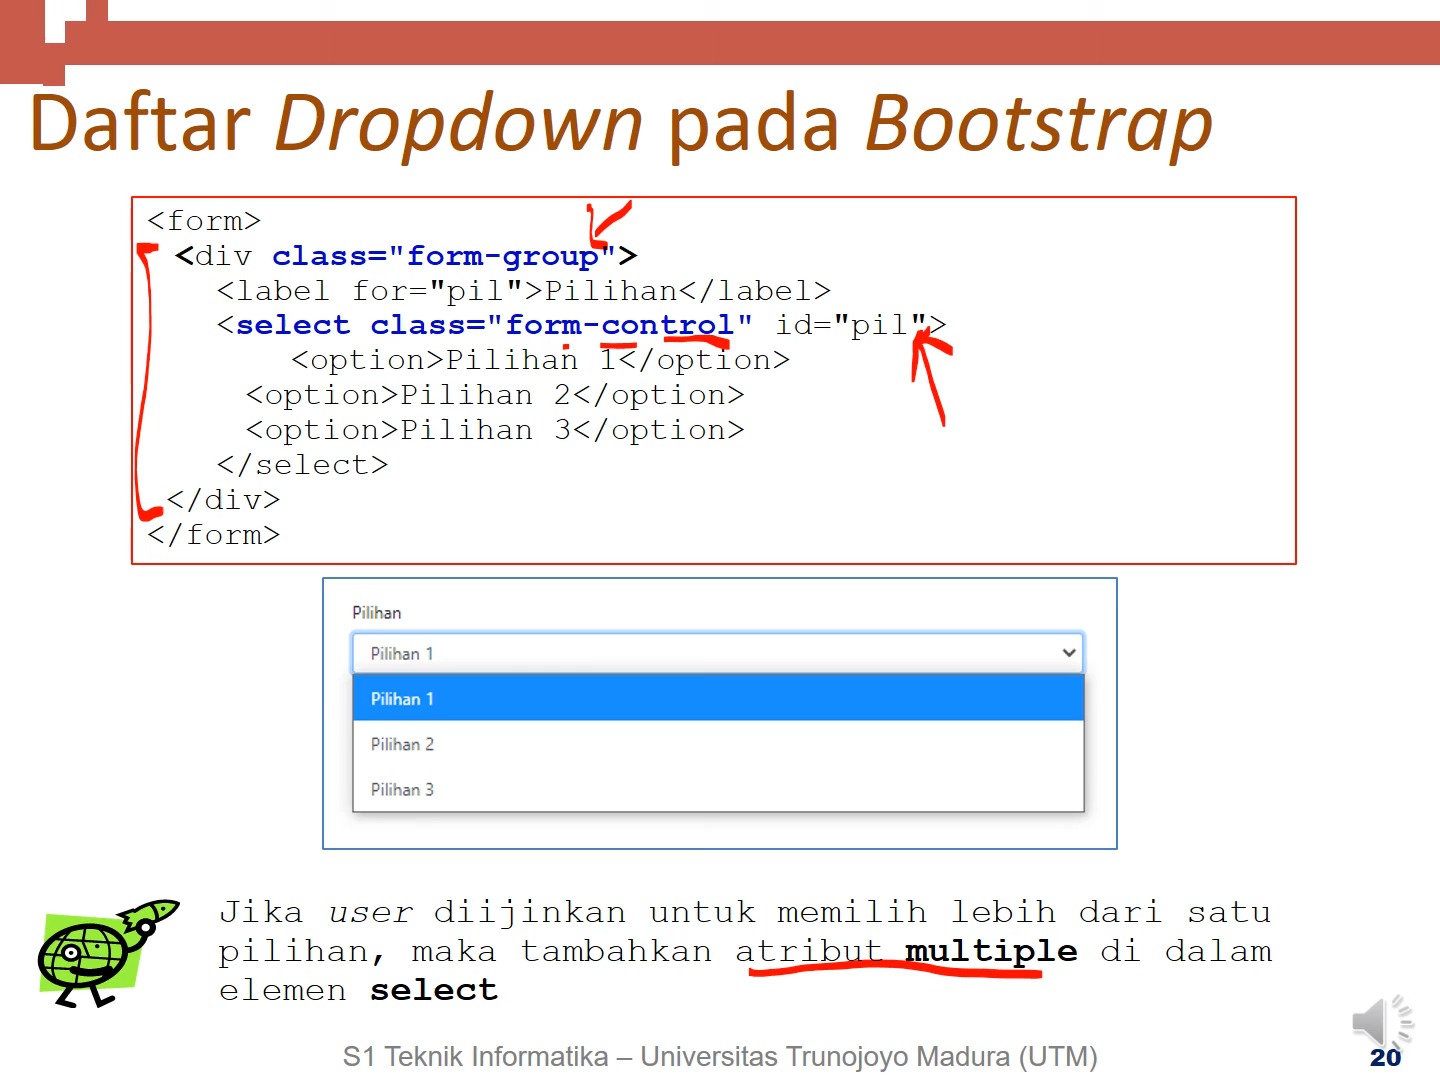 Daftar Dropdown pada Bootstrap
<form>
<div class="form-group">
<label for="pil">Pilihan</label>
<select class="form-control" id="pil">
<option>Pilihan 1</option>
<option>Pilihan 2</option>
<option>Pilihan 3</option>
</select>
</div>
</form>
Pilihan
Pilihan 1
Pilihan 1
Pilihan 2
Pilihan 3
Jika user diijinkan untuk memilih lebih dari satu
pilihan, maka tambahkan atribut multiple di dalam
elemen select
S1 Teknik Informatika – Universitas Trunojoyo Madura (UTM)
20